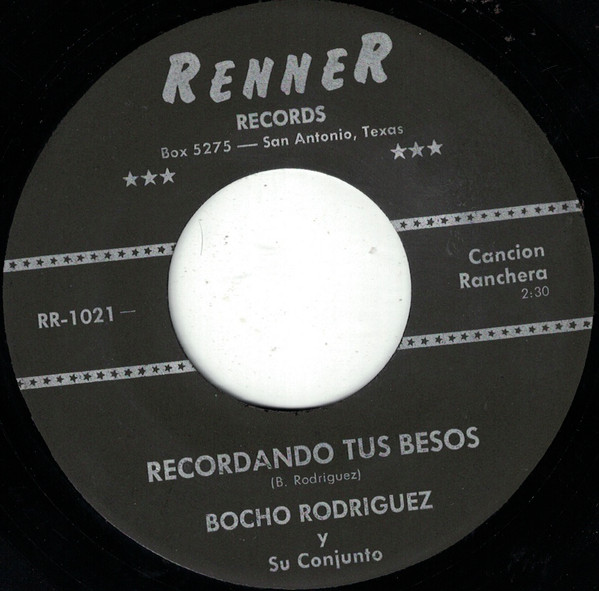 RENNER
RECORDS
Box 5275 — San Antonio, Texas
RR-1021 —
Cancion
Ranchera
2:30
RECORDANDO TUS BESOS
(B. Rodriguez)
BOCHO RODRIGUEZ
y
Su Conjunto